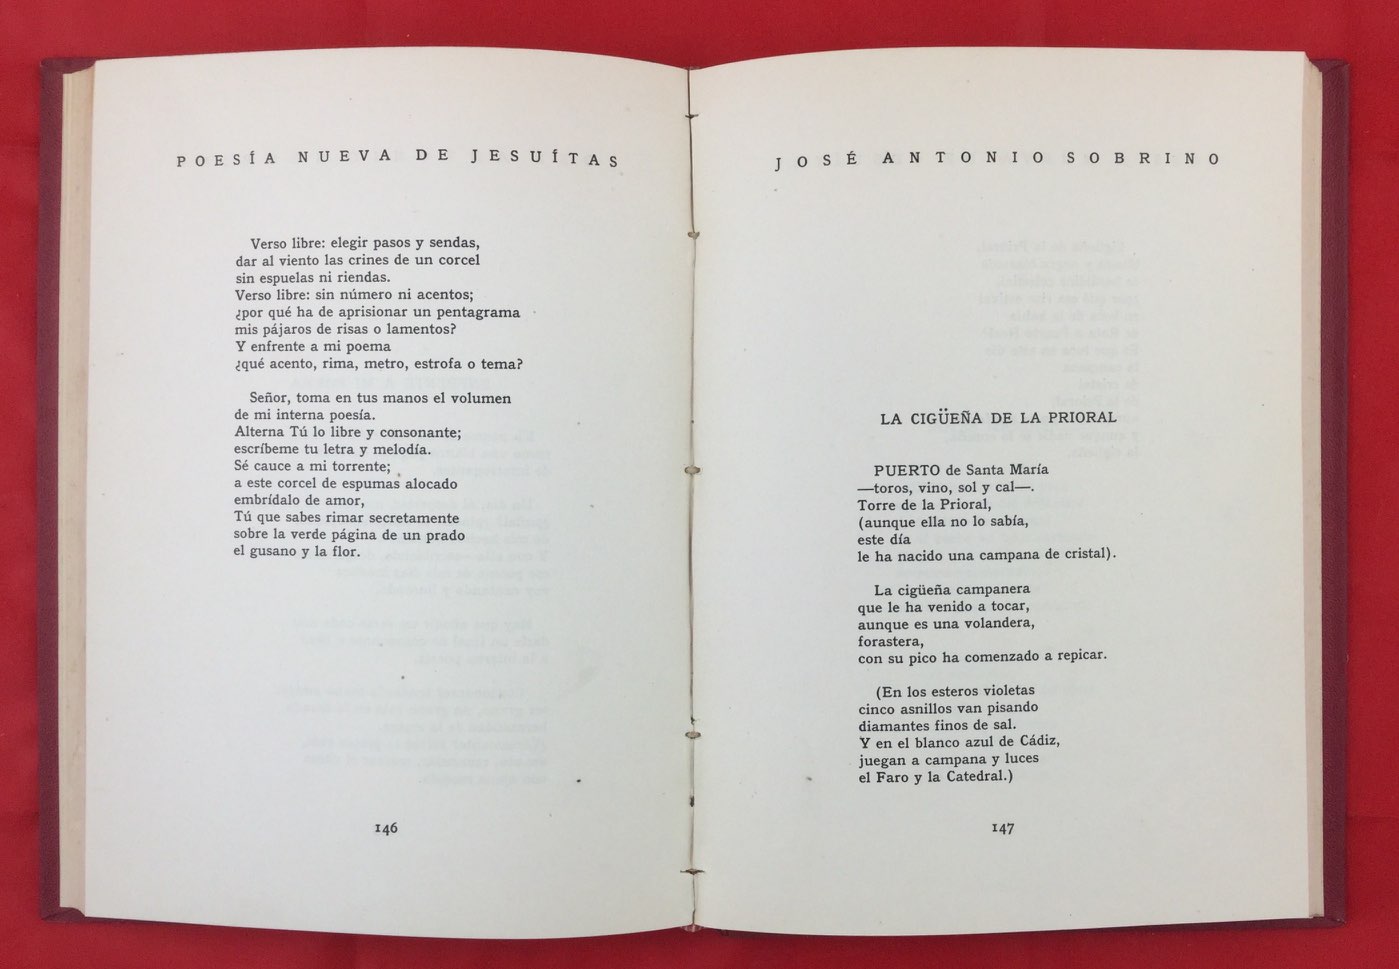 POESÍA NUEVA DE JESUÍTAS
Verso libre: elegir pasos y sendas,
dar al viento las crines de un corcel
sin espuelas ni riendas.
Verso libre: sin número ni acentos;
¿por qué ha de aprisionar un pentagrama
mis pájaros de risas o lamentos?
Y enfrente a mi poema
¿qué acento, rima, metro, estrofa o tema?
Señor, toma en tus manos el volumen
de mi interna poesía.
Alterna Tú lo libre y consonante;
escríbeme tu letra y melodía.
Sé cauce a mi torrente;
a este corcel de espumas alocado
embrídalo de amor,
Tú que sabes rimar secretamente
sobre la verde página de un prado
el gusano y la flor.
146
JOSÉ ANTONIO SOBRINO
LA CIGÜEÑA DE LA PRIORAL
PUERTO de Santa María
—toros, vino, sol y cal—.
Torre de la Prioral,
(aunque ella no lo sabía,
este día
le ha nacido una campana de cristal).
La cigüeña campanera
que le ha venido a tocar,
aunque es una volandera,
forastera,
con su pico ha comenzado a repicar.
(En los esteros violetas
cinco asnillos van pisando
diamantes finos de sal.
Y en el blanco azul de Cádiz,
juegan a campana y luces
el Faro y la Catedral.)
147